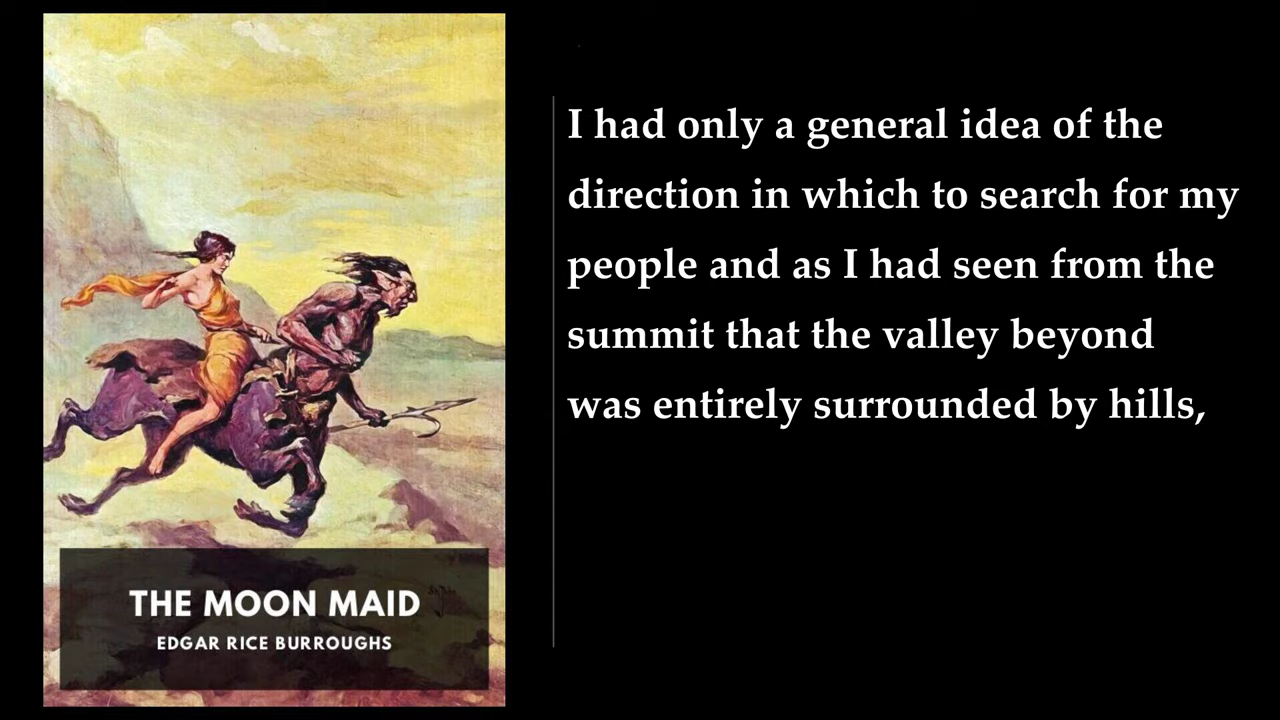 THE MOON MAID
EDGAR RICE BURROUGHS
I had only a general idea of the
direction in which to search for my
people and as I had seen from the
summit that the valley beyond
was entirely surrounded by hills,